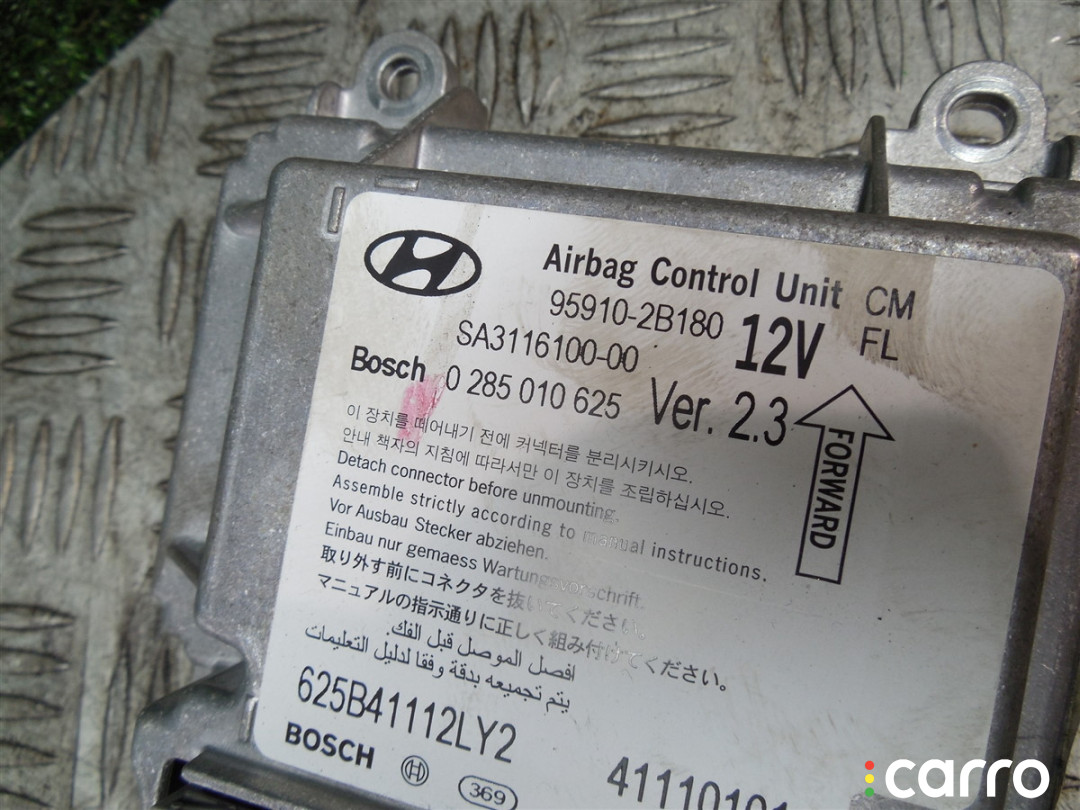 Airbag Control Unit CM
95910-2B180 12V FL
SA3116100-00
Bosch 0 285 010 625 Ver. 2.3
FORWARD
이 장치를 떼어내기 전에 커넥터를 분리시키시오.
안내 책자의 지침에 따라서만 이 장치를 조립하십시오.
Detach connector before unmounting.
Assemble strictly according to manual instructions.
Vor Ausbau Stecker abziehen.
Einbau nur gemaess Wartungsvorschrift.
取り外す前にコネクタを抜いてください。
マニュアルの指示通りに正しく組み付けてください。
افصل الموصل قبل الفك.
يتم تجميعه بدقة وفقا لدليل التعليمات
625B41112LY2
BOSCH
369
carro